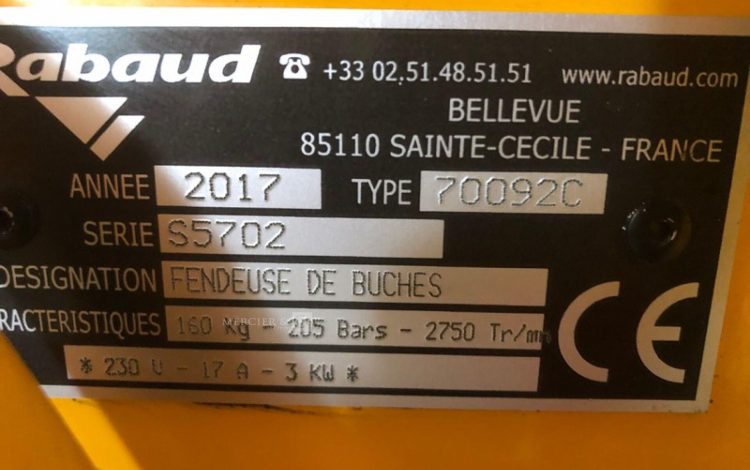 Rabaud ☎ +33 02.51.48.51.51 www.rabaud.com
BELLEVUE
85110 SAINTE-CECILE - FRANCE
ANNEE 2017 TYPE 70092C
SERIE S5702
DESIGNATION FENDEUSE DE BUCHES
RACTERISTIQUES 160 Kg - 205 Bars - 2750 Tr/mn
* 230 V - 17 A - 3 KW *
CE